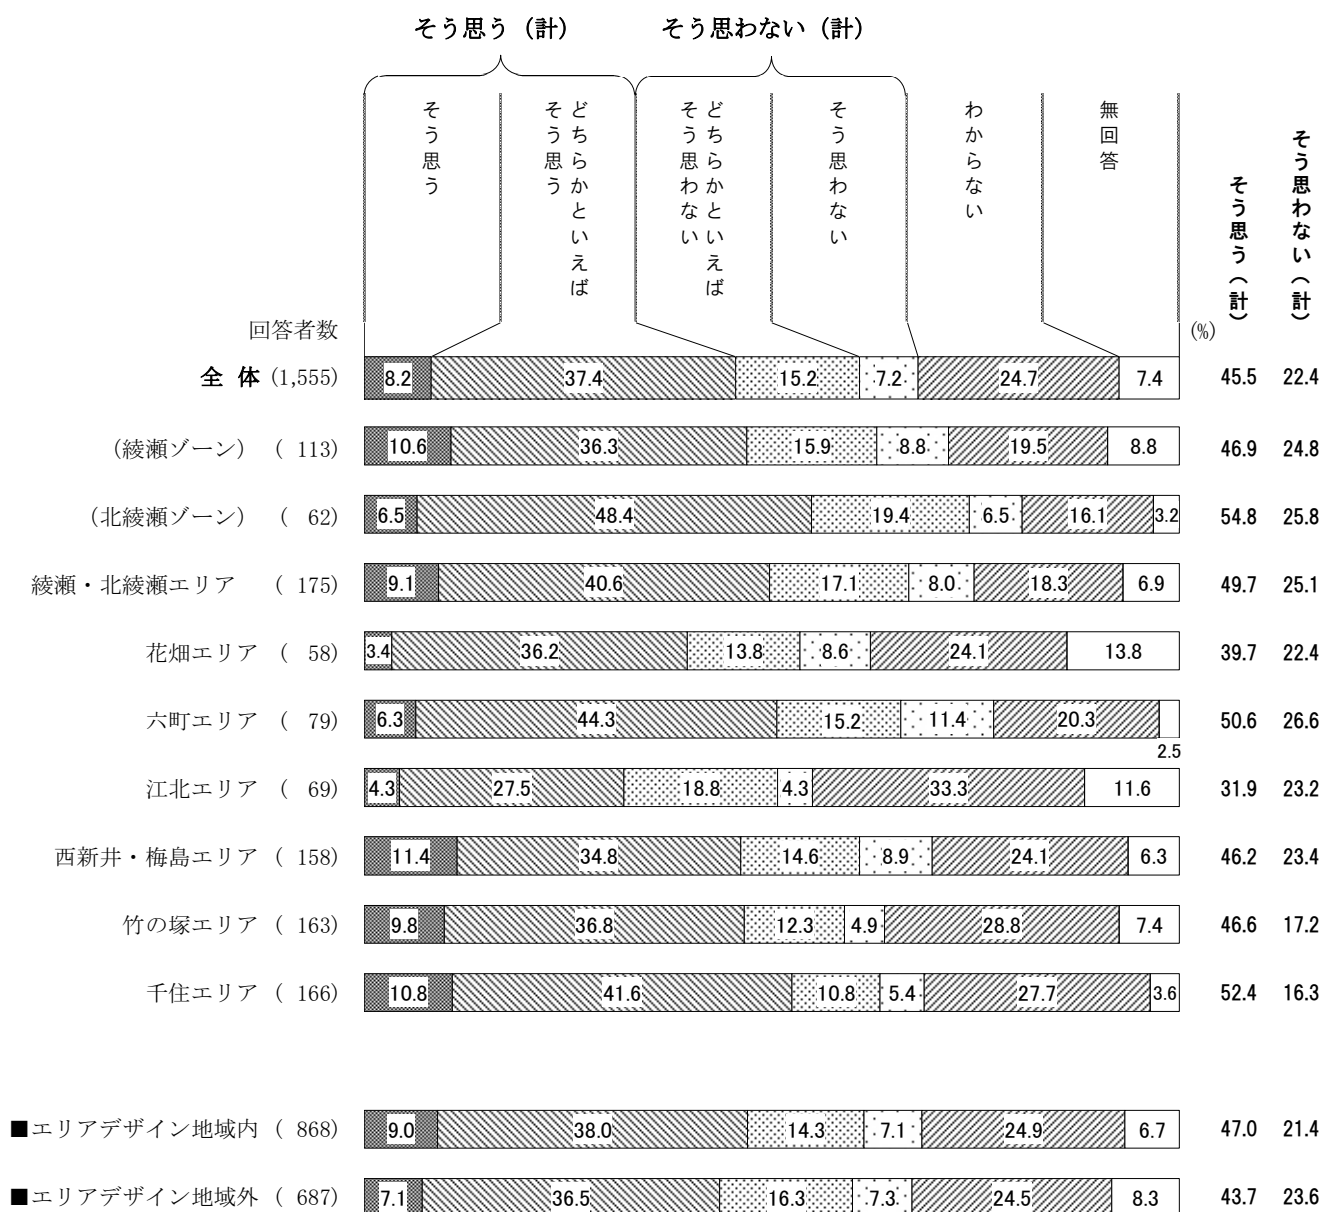 そう思う（計） そう思わない（計）
そう思う
どちらかといえば
そう思う
どちらかといえば
そう思わない
そう思わない
わからない
無回答
そう思う（計）
そう思わない（計）
回答者数 (%)
全 体 (1,555) 8.2 37.4 15.2 7.2 24.7 7.4 45.5 22.4
（綾瀬ゾーン） ( 113) 10.6 36.3 15.9 8.8 19.5 8.8 46.9 24.8
（北綾瀬ゾーン） ( 62) 6.5 48.4 19.4 6.5 16.1 3.2 54.8 25.8
綾瀬・北綾瀬エリア ( 175) 9.1 40.6 17.1 8.0 18.3 6.9 49.7 25.1
花畑エリア ( 58) 3.4 36.2 13.8 8.6 24.1 13.8 39.7 22.4
六町エリア ( 79) 6.3 44.3 15.2 11.4 20.3 2.5 50.6 26.6
江北エリア ( 69) 4.3 27.5 18.8 4.3 33.3 11.6 31.9 23.2
西新井・梅島エリア ( 158) 11.4 34.8 14.6 8.9 24.1 6.3 46.2 23.4
竹の塚エリア ( 163) 9.8 36.8 12.3 4.9 28.8 7.4 46.6 17.2
千住エリア ( 166) 10.8 41.6 10.8 5.4 27.7 3.6 52.4 16.3
■エリアデザイン地域内 ( 868) 9.0 38.0 14.3 7.1 24.9 6.7 47.0 21.4
■エリアデザイン地域外 ( 687) 7.1 36.5 16.3 7.3 24.5 8.3 43.7 23.6